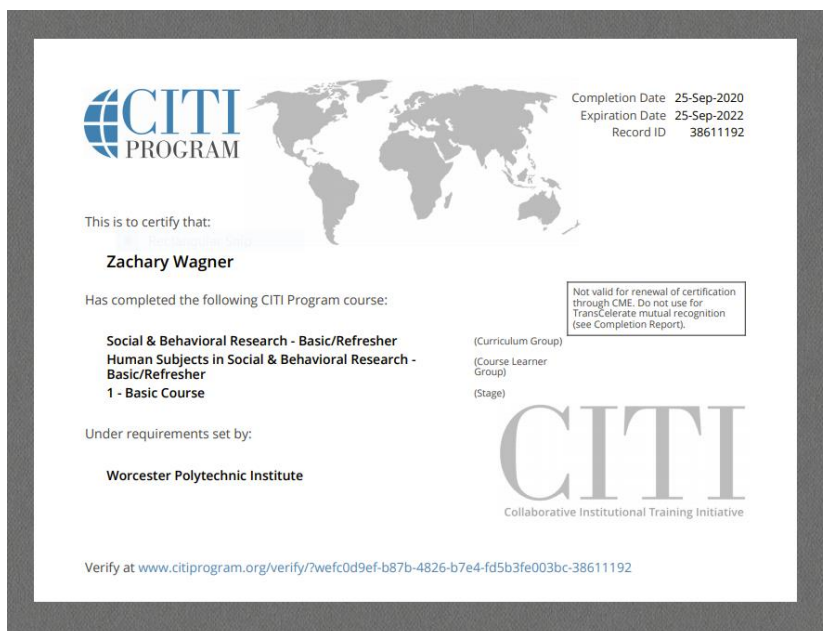 CITI
PROGRAM
Completion Date 25-Sep-2020
Expiration Date 25-Sep-2022
Record ID 38611192
This is to certify that:
Zachary Wagner
Has completed the following CITI Program course:
Not valid for renewal of certification
through CME. Do not use for
TransCelerate mutual recognition
(see Completion Report).
Social & Behavioral Research - Basic/Refresher
(Curriculum Group)
Human Subjects in Social & Behavioral Research -
Basic/Refresher
(Course Learner
Group)
1 - Basic Course
(Stage)
Under requirements set by:
Worcester Polytechnic Institute
CITI
Collaborative Institutional Training Initiative
Verify at www.citiprogram.org/verify/?wefc0d9ef-b87b-4826-b7e4-fd5b3fe003bc-38611192